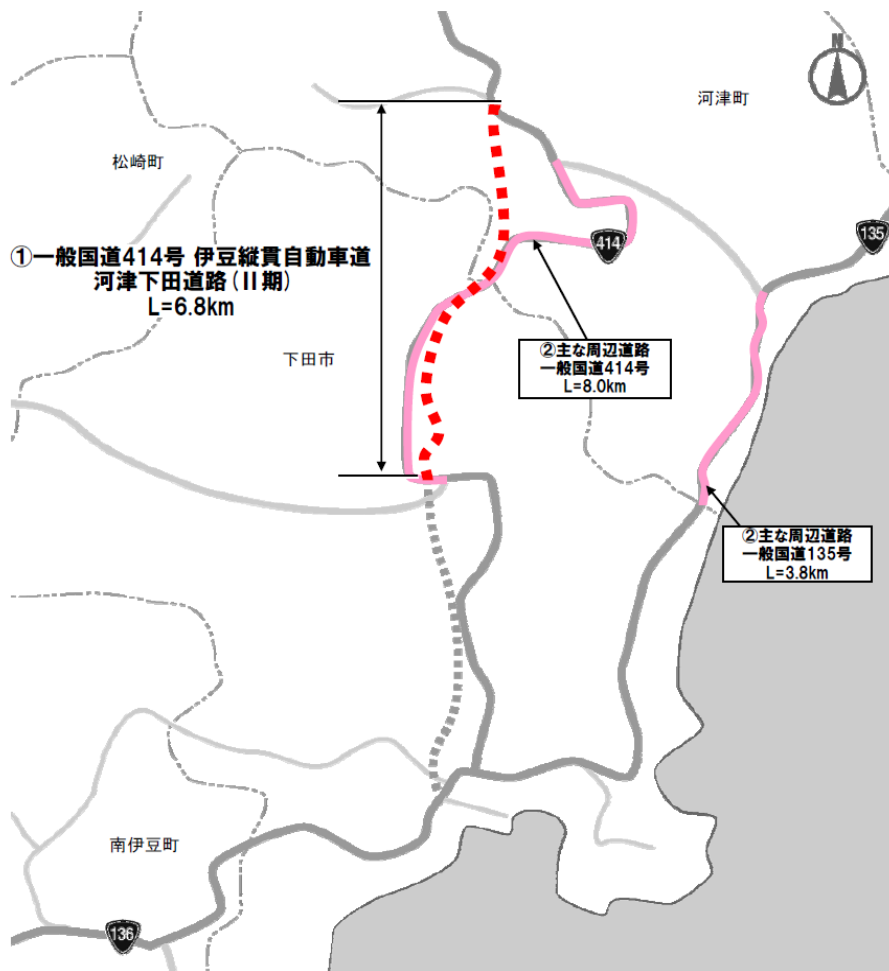 N
河津町
松崎町
135
414
①一般国道414号 伊豆縦貫自動車道
河津下田道路(Ⅱ期)
L=6.8km
②主な周辺道路
一般国道414号
L=8.0km
下田市
②主な周辺道路
一般国道135号
L=3.8km
南伊豆町
136